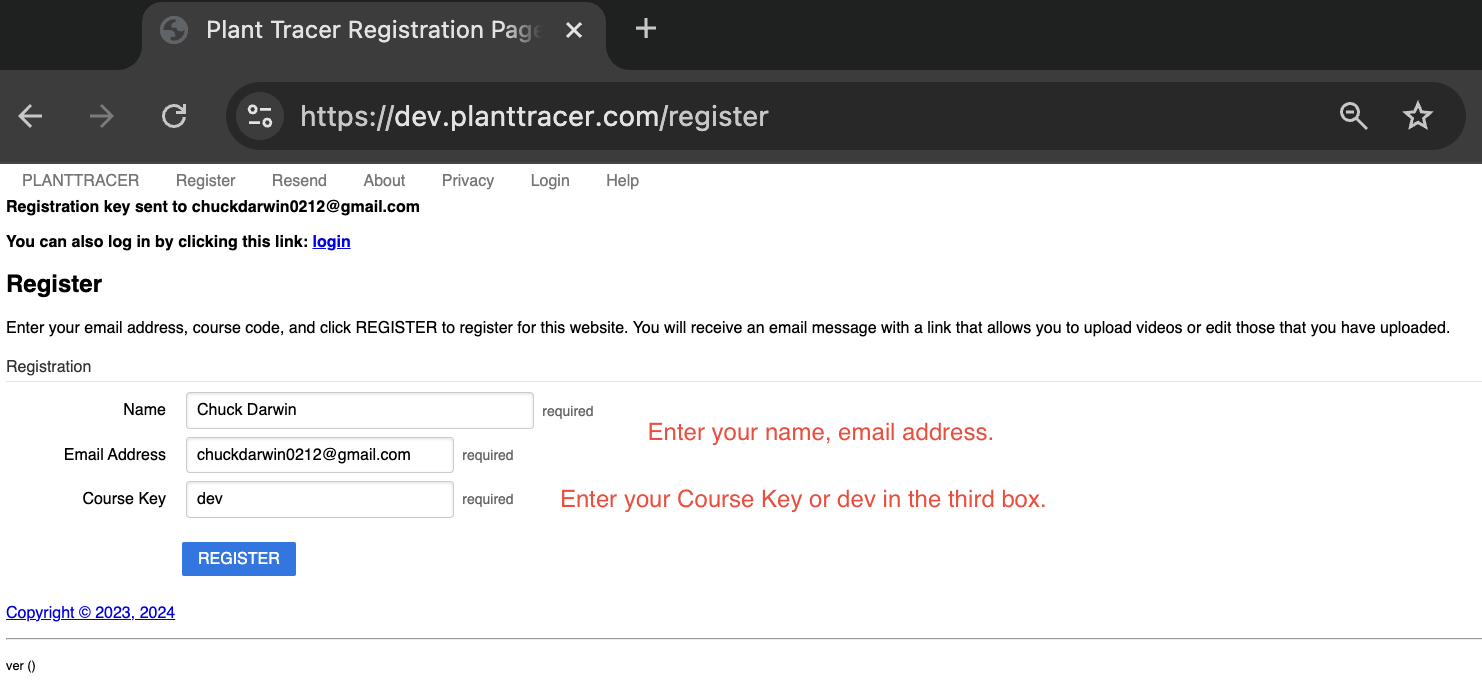 Plant Tracer Registration Page
https://dev.planttracer.com/register
PLANTTRACER Register Resend About Privacy Login Help
Registration key sent to chuckdarwin0212@gmail.com
You can also log in by clicking this link: login
Register
Enter your email address, course code, and click REGISTER to register for this website. You will receive an email message with a link that allows you to upload videos or edit those that you have uploaded.
Registration
Name Chuck Darwin required
Enter your name, email address.
Email Address chuckdarwin0212@gmail.com required
Course Key dev required
Enter your Course Key or dev in the third box.
REGISTER
Copyright © 2023, 2024
ver ()